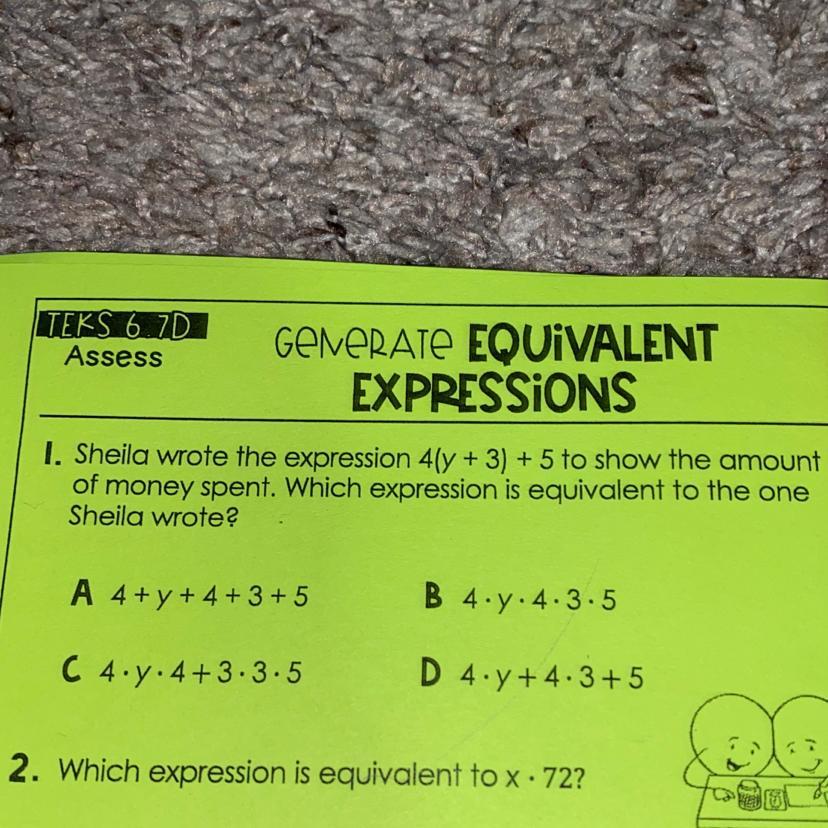 TEKS 6.7D
Assess
GENERATE EQUIVALENT
EXPRESSIONS
1. Sheila wrote the expression 4(y + 3) + 5 to show the amount
of money spent. Which expression is equivalent to the one
Sheila wrote?
A 4 + y + 4 + 3 + 5
B 4 · y · 4 · 3 · 5
C 4 · y · 4 + 3 · 3 · 5
D 4 · y + 4 · 3 + 5
2. Which expression is equivalent to x · 72?